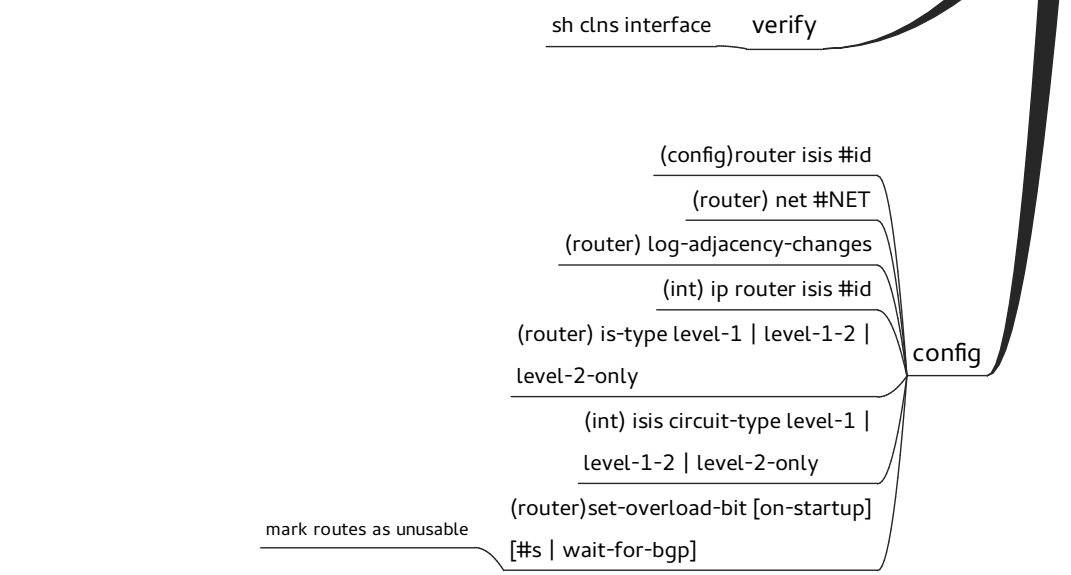 sh clns interface
verify
(config)router isis #id
(router) net #NET
(router) log-adjacency-changes
(int) ip router isis #id
(router) is-type level-1 | level-1-2 |
level-2-only
config
(int) isis circuit-type level-1 |
level-1-2 | level-2-only
(router)set-overload-bit [on-startup]
[#s | wait-for-bgp]
mark routes as unusable